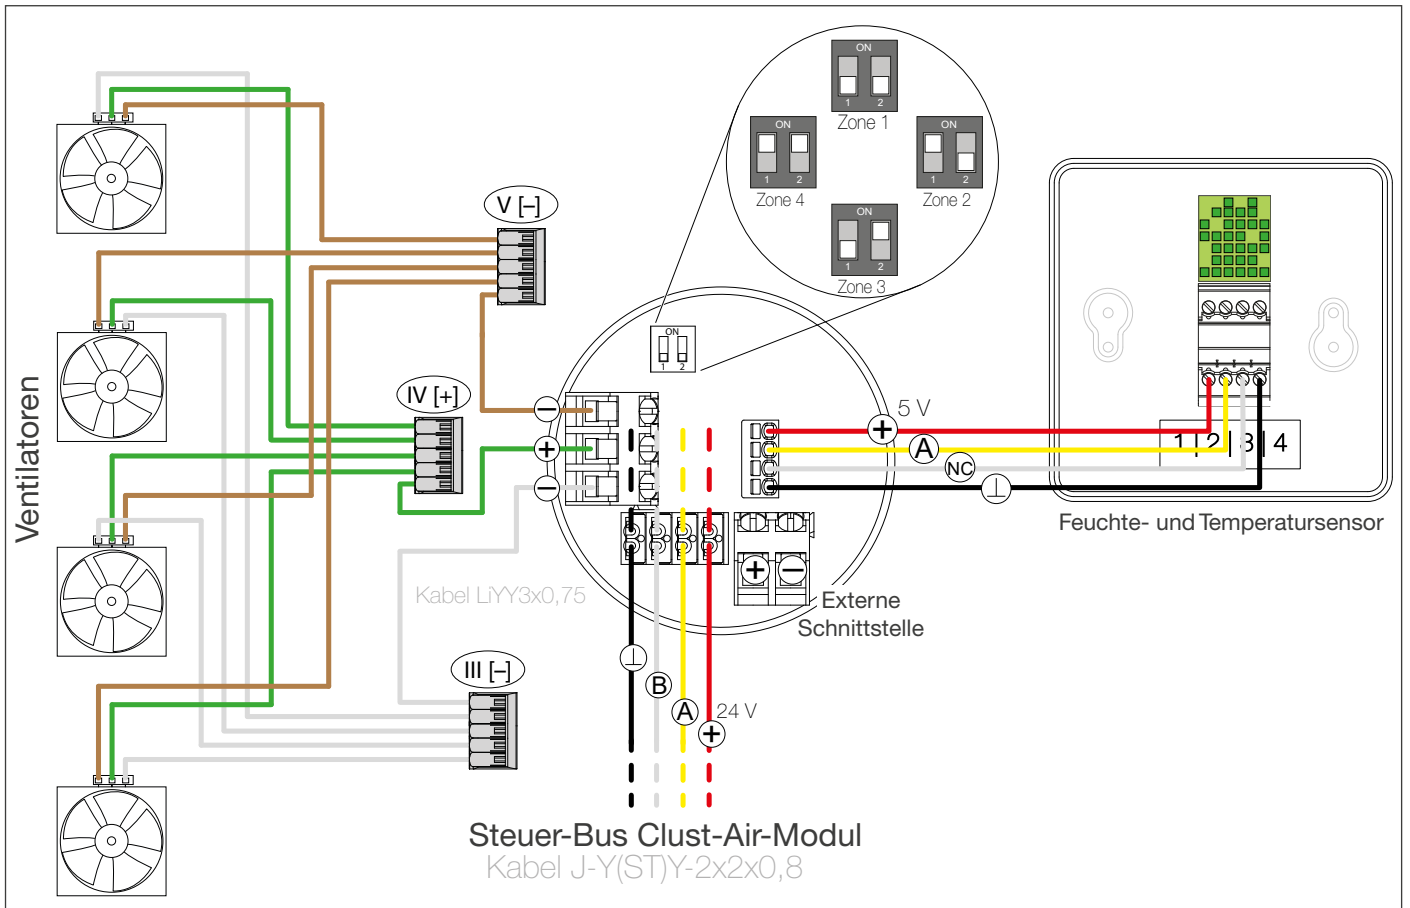 ON
1 2
Zone 1
ON
1 2
Zone 4
ON
1 2
Zone 2
ON
1 2
Zone 3
V [–]
ON
1 2
IV [+]
–
+
–
5 V
+
A
NC
⊥
1|2|3|4
Feuchte- und Temperatursensor
Ventilatoren
Kabel LiYY3x0,75
+ –
Externe
Schnittstelle
III [–]
⊥
B
A
24 V
+
Steuer-Bus Clust-Air-Modul
Kabel J-Y(ST)Y-2x2x0,8